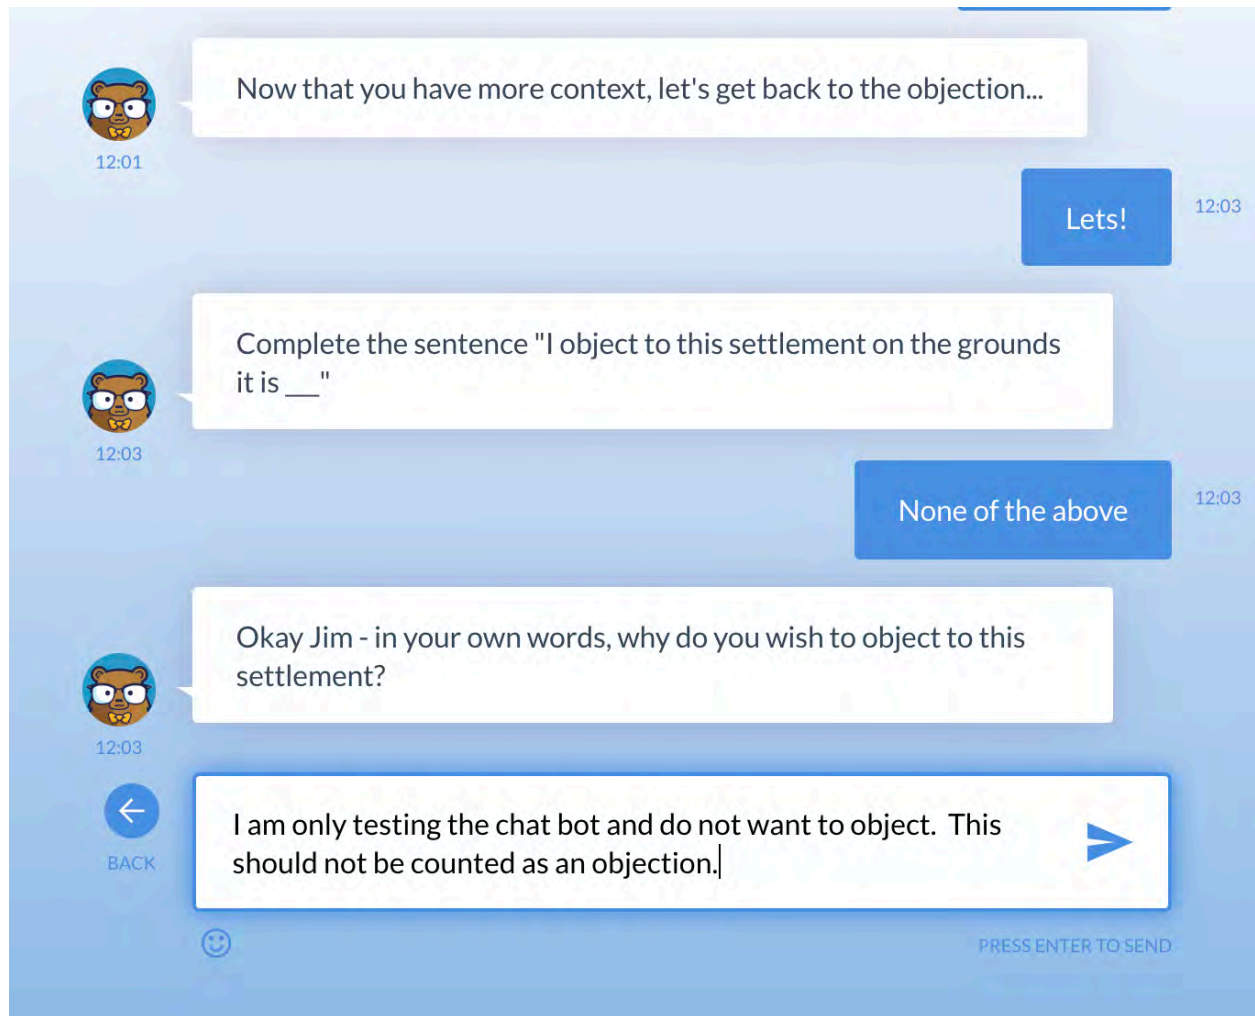 Now that you have more context, let's get back to the objection...
12:01
Lets!
12:03
Complete the sentence "I object to this settlement on the grounds
it is ___"
12:03
None of the above
12:03
Okay Jim - in your own words, why do you wish to object to this
settlement?
12:03
BACK
I am only testing the chat bot and do not want to object.  This
should not be counted as an objection.
PRESS ENTER TO SEND